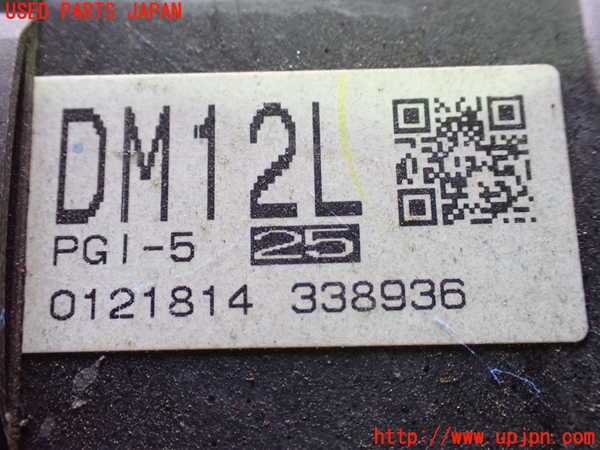 USED PARTS JAPAN
DM12L
PGI-5 25
0121814 338936
http://www.upjpn.com/